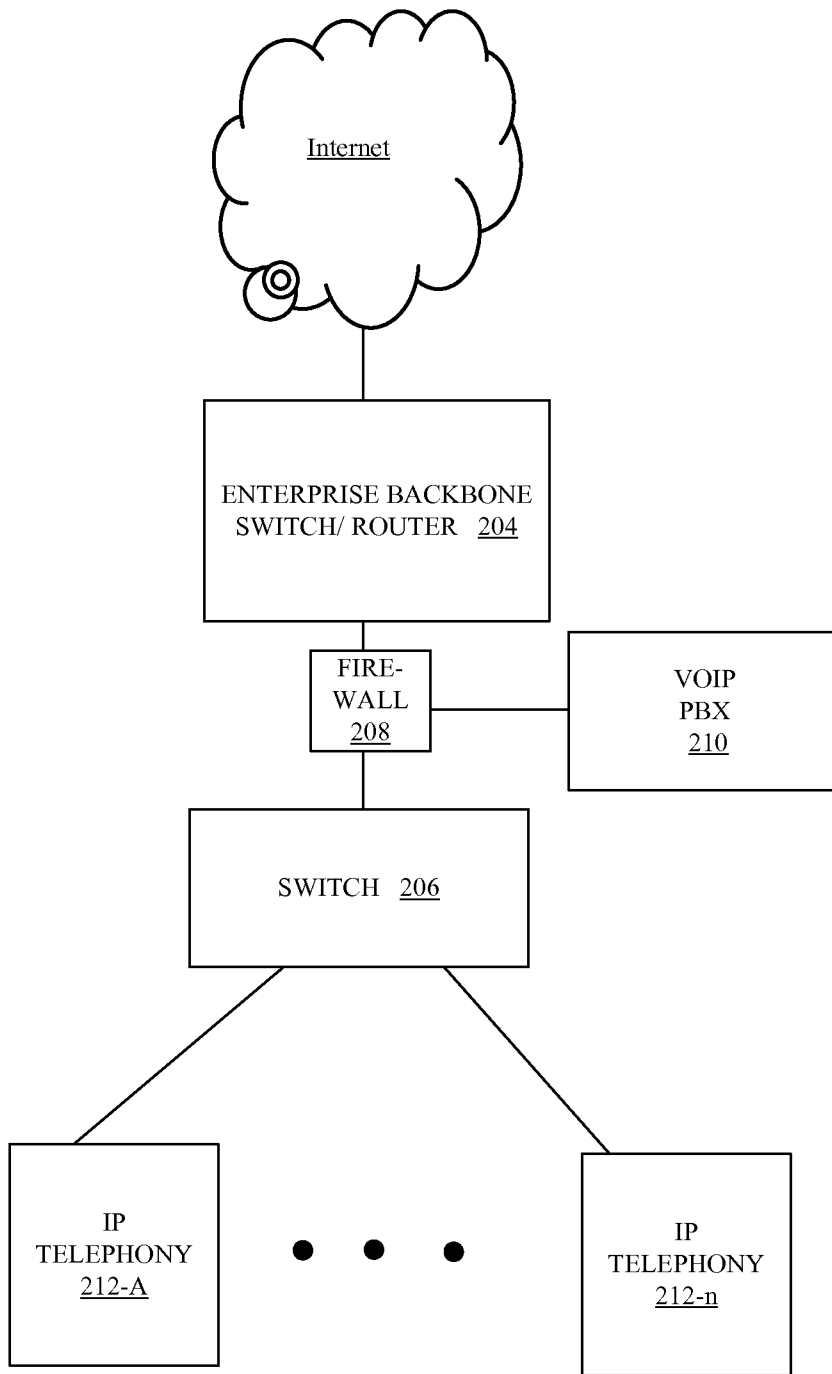 Internet
ENTERPRISE BACKBONE
SWITCH/ ROUTER 204
FIRE-
WALL
208
VOIP
PBX
210
SWITCH 206
IP
TELEPHONY
212-A
IP
TELEPHONY
212-n